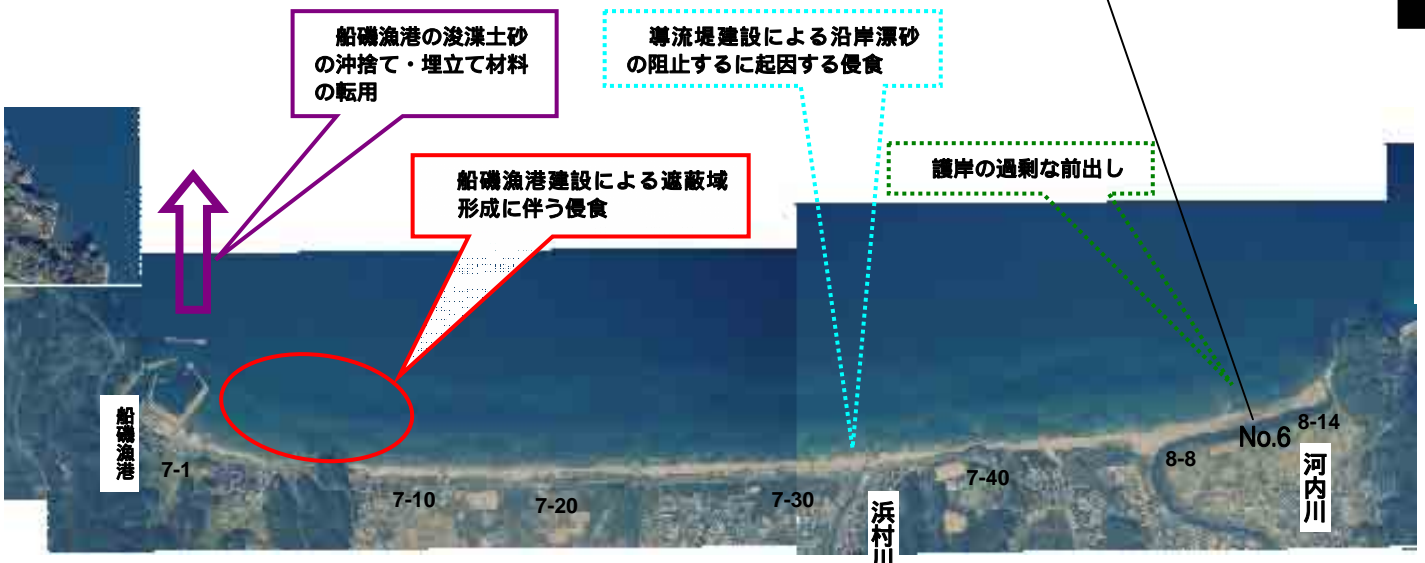 船磯漁港の浚渫土砂
の沖捨て・埋立て材料
の転用
導流堤建設による沿岸漂砂
の阻止するに起因する侵食
船磯漁港建設による遮蔽域
形成に伴う侵食
護岸の過剰な前出し
船磯漁港
7-1
7-10
7-20
7-30
浜村川
7-40
8-8
No.6
8-14
河内川